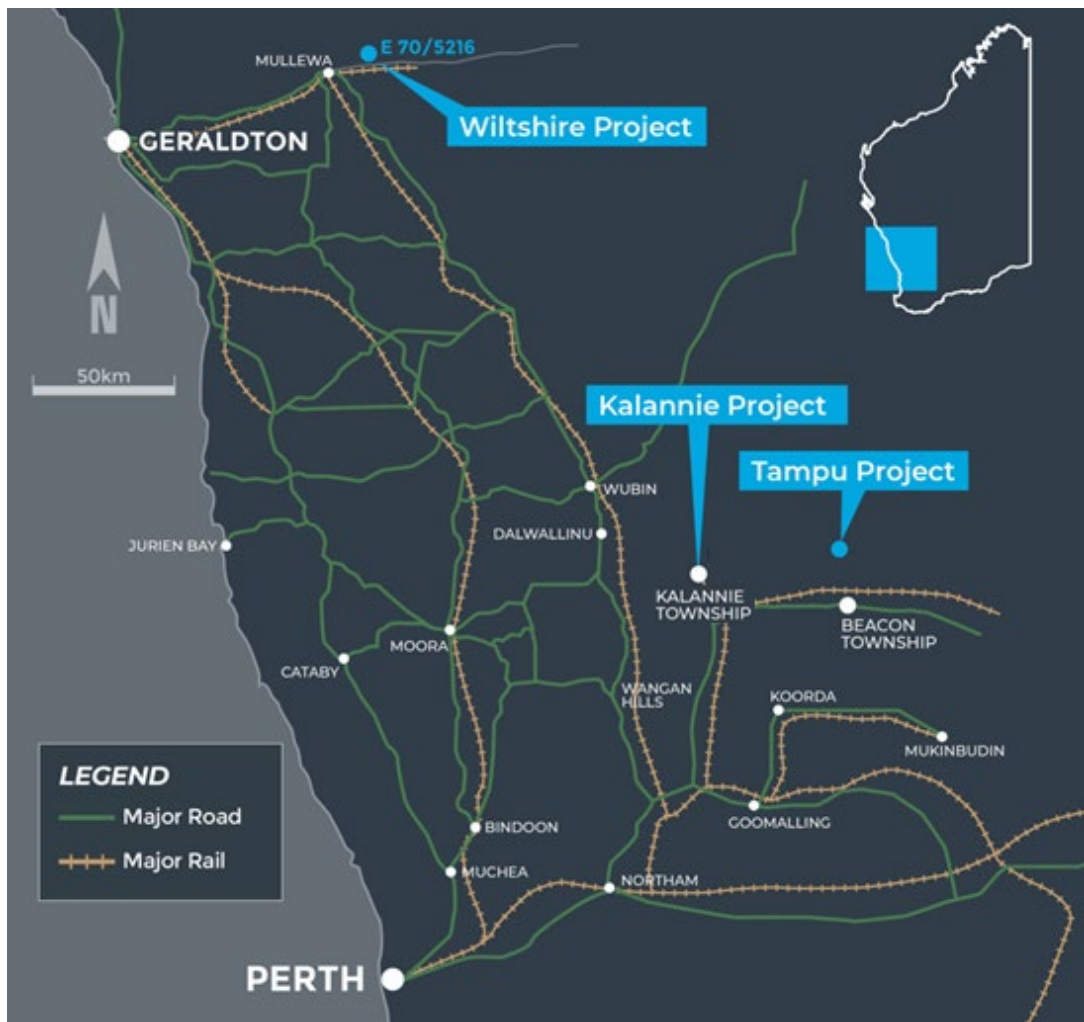 E 70/5216
MULLEWA
Wiltshire Project
GERALDTON
N
50km
Kalannie Project
Tampu Project
WUBIN
DALWALLINU
JURIEN BAY
KALANNIE
TOWNSHIP
BEACON
TOWNSHIP
MOORA
CATABY
WANGAN
HILLS
KOORDA
MUKINBUDIN
LEGEND
Major Road
Major Rail
BINDOON
GOOMALLING
MUCHEA
NORTHAM
PERTH